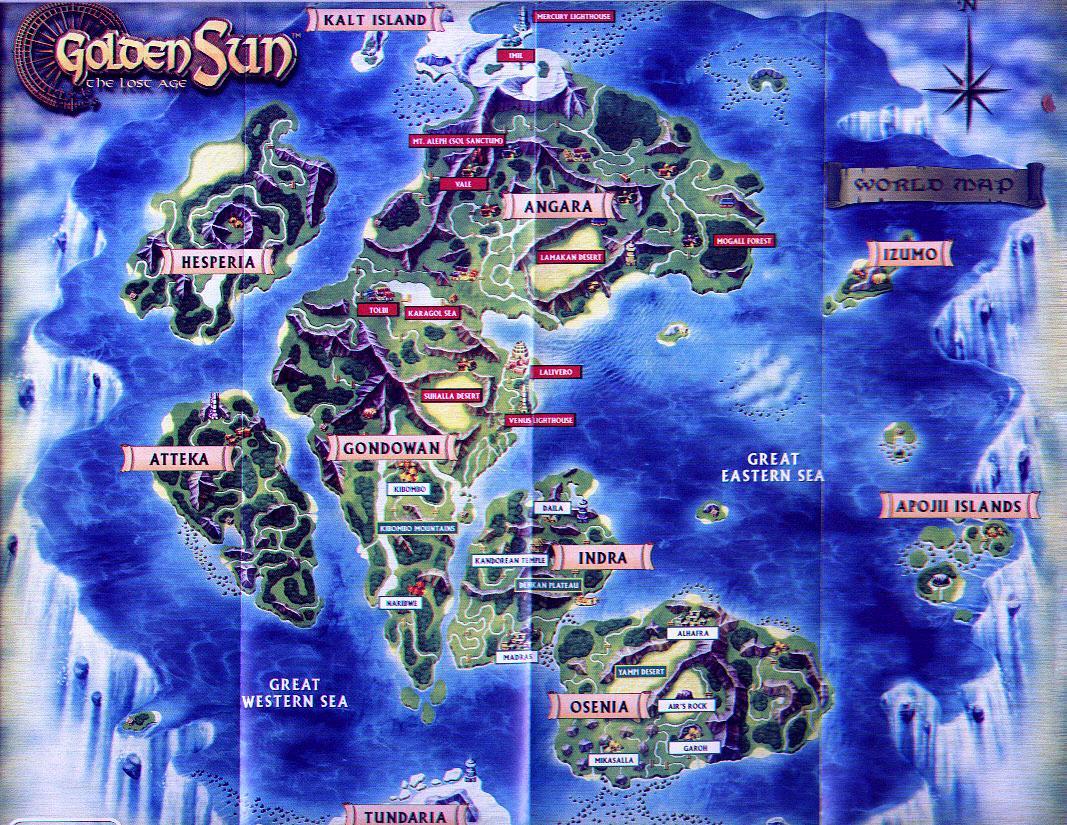 KALT ISLAND
MERCURY LIGHTHOUSE
N
GOLDEN SUN™
THE LOST AGE
IMIL
MT. ALEPH (SOL SANCTUM)
WORLD MAP
VALE
ANGARA
MOGALL FOREST
HESPERIA
LAMAKAN DESERT
IZUMO
TOLBI
KARAGOL SEA
LALIVERO
SUHALLA DESERT
VENUS LIGHTHOUSE
GONDOWAN
ATTEKA
GREAT
EASTERN SEA
KIBOMBO
DAILA
APOJII ISLANDS
KIBOMBO MOUNTAINS
KANDOREAN TEMPLE
INDRA
DEHKAN PLATEAU
NARIBWE
ALHAFRA
MADRAS
YAMPI DESERT
GREAT
WESTERN SEA
OSENIA
AIR'S ROCK
GAROH
MIKASALLA
TUNDARIA